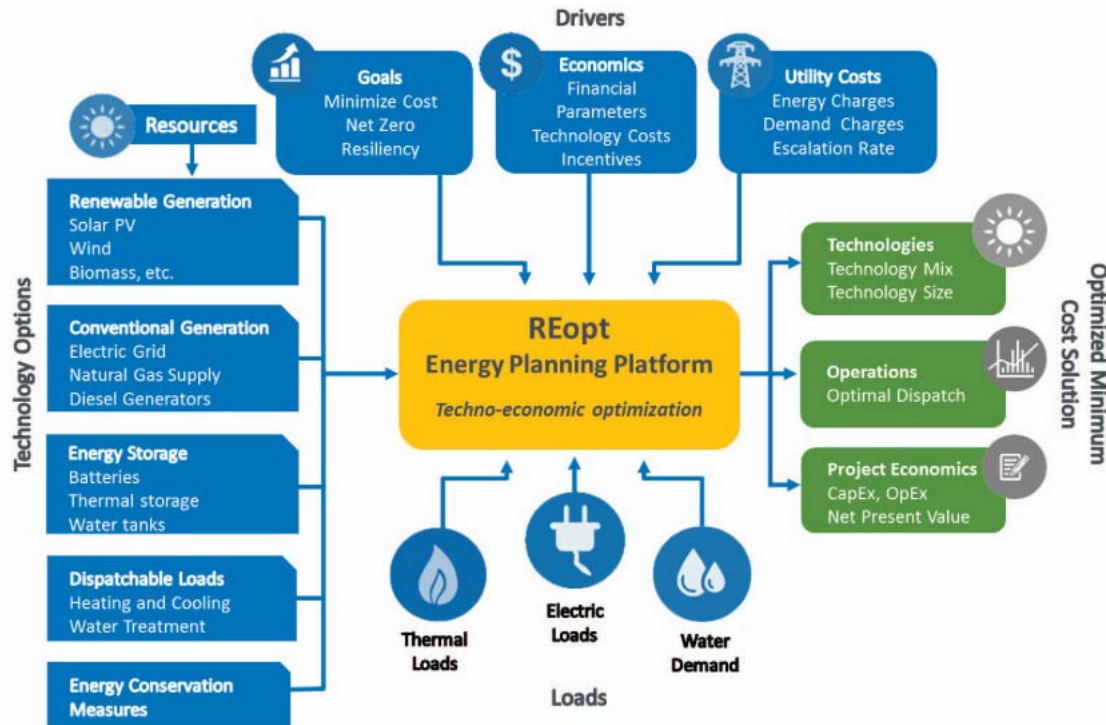 Drivers
Goals
Minimize Cost
Net Zero
Resiliency
$
Economics
Financial
Parameters
Technology Costs
Incentives
Utility Costs
Energy Charges
Demand Charges
Escalation Rate
Resources
Technology Options
Renewable Generation
Solar PV
Wind
Biomass, etc.
Conventional Generation
Electric Grid
Natural Gas Supply
Diesel Generators
Energy Storage
Batteries
Thermal storage
Water tanks
Dispatchable Loads
Heating and Cooling
Water Treatment
Energy Conservation
Measures
REopt
Energy Planning Platform
Techno-economic optimization
Thermal
Loads
Electric
Loads
Water
Demand
Loads
Technologies
Technology Mix
Technology Size
Operations
Optimal Dispatch
Project Economics
CapEx, OpEx
Net Present Value
Optimized Minimum
Cost Solution